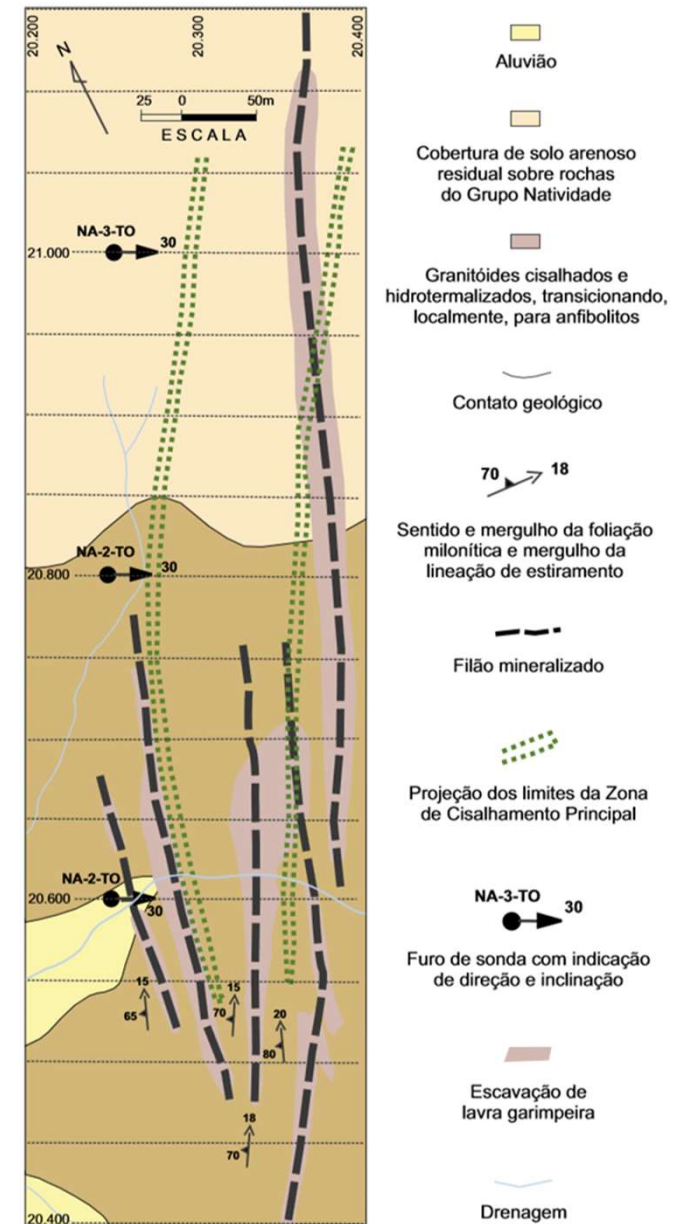 20.200
20.300
20.400
N
25 0 50m
ESCALA
NA-3-TO
30
21.000
NA-2-TO
30
20.800
NA-2-TO
20.600
30
15
65
15
70
20
80
18
70
20.400
Aluvião
Cobertura de solo arenoso
residual sobre rochas
do Grupo Natividade
Granitóides cisalhados e
hidrotermalizados, transicionando,
localmente, para anfibolitos
Contato geológico
70 18
Sentido e mergulho da foliação
milonítica e mergulho da
lineação de estiramento
Filão mineralizado
Projeção dos limites da Zona
de Cisalhamento Principal
NA-3-TO
30
Furo de sonda com indicação
de direção e inclinação
Escavação de
lavra garimpeira
Drenagem